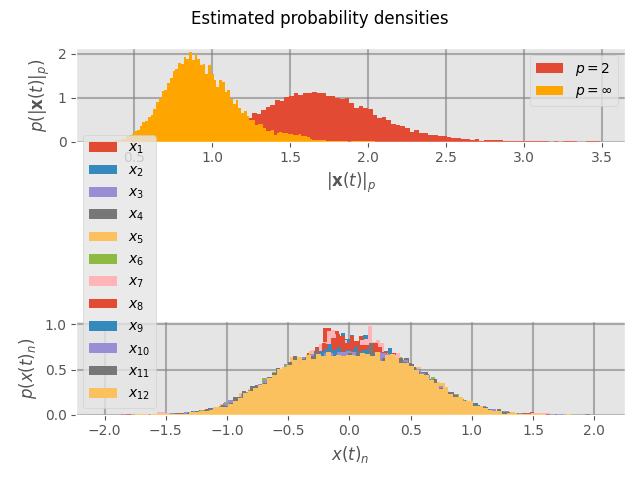 Estimated probability densities
p(|x(t)|p)
2
1
0
p = 2
p = ∞
0.5 1.0 1.5 2.0 2.5 3.0 3.5
|x(t)|p
x1
x2
x3
x4
x5
x6
x7
x8
x9
x10
x11
x12
p(x(t)n)
1.0
0.5
0.0
−2.0 −1.5 −1.0 −0.5 0.0 0.5 1.0 1.5 2.0
x(t)n